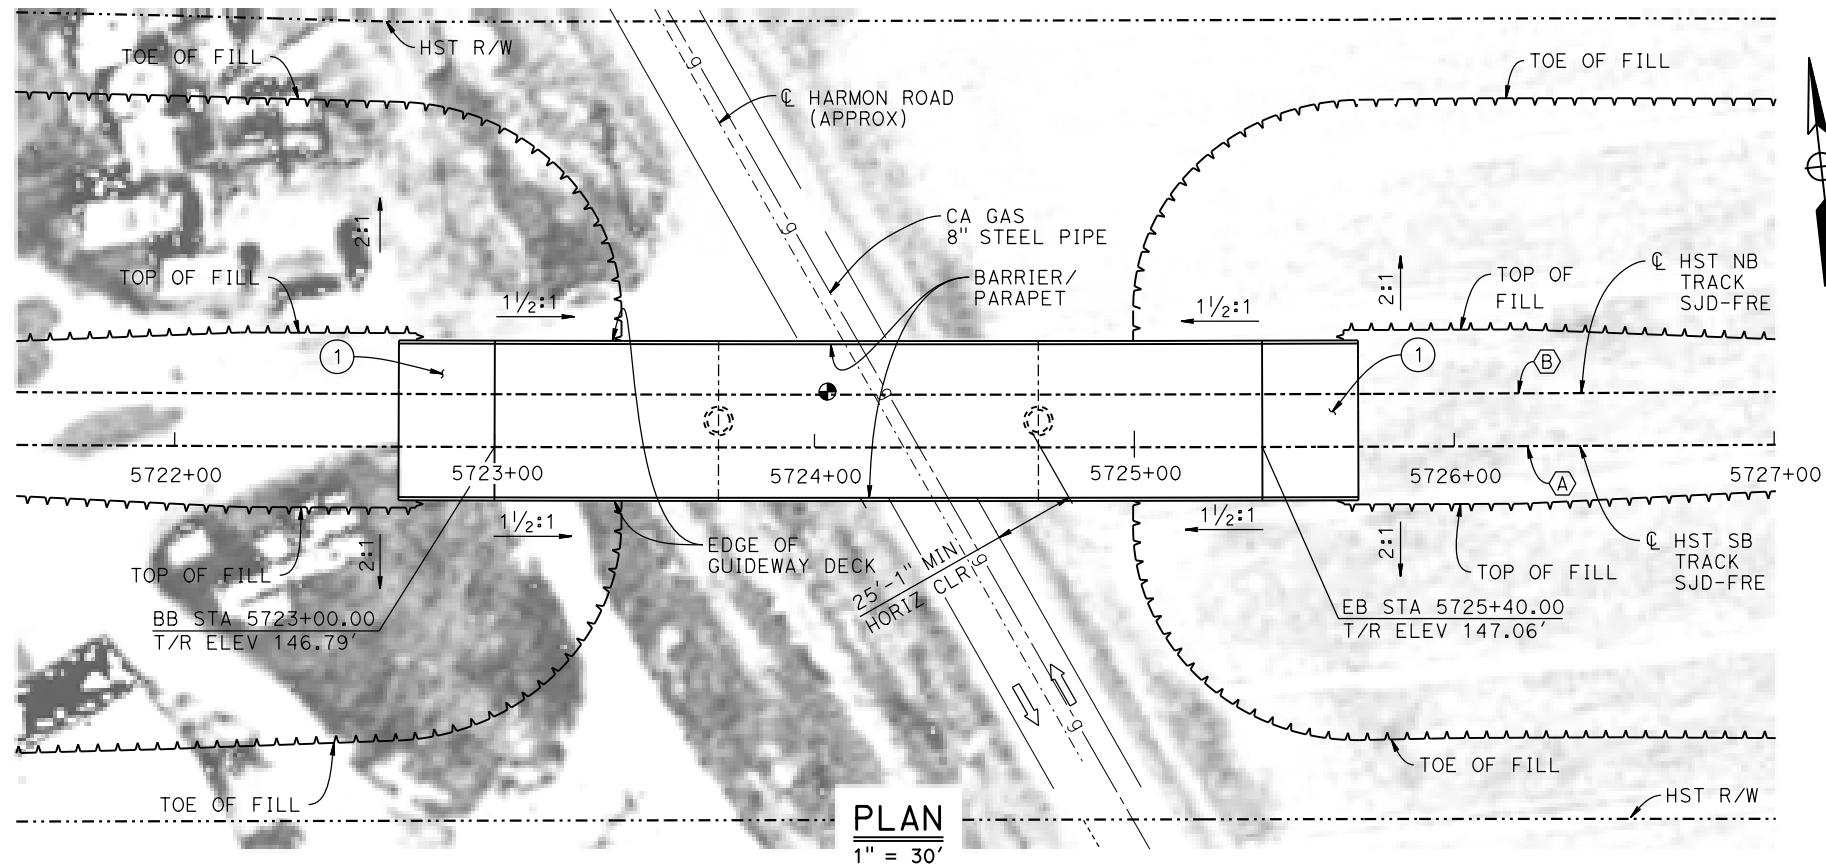 TOE OF FILL
HST R/W
TOE OF FILL
℄ HARMON ROAD
(APPROX)
g
g
2:1
CA GAS
8" STEEL PIPE
TOP OF FILL
BARRIER/
PARAPET
1½:1
1½:1
2:1
TOP OF
FILL
℄ HST NB
TRACK
SJD-FRE
1
1
B
g
5722+00
5723+00
5724+00
5725+00
5726+00
5727+00
A
1½:1
1½:1
2:1
2:1
TOP OF FILL
EDGE OF
GUIDEWAY DECK
25'-1" MIN
HORIZ CLR
g
TOP OF FILL
℄ HST SB
TRACK
SJD-FRE
BB STA 5723+00.00
T/R ELEV 146.79'
EB STA 5725+40.00
T/R ELEV 147.06'
g
TOE OF FILL
TOE OF FILL
HST R/W
PLAN
1" = 30'